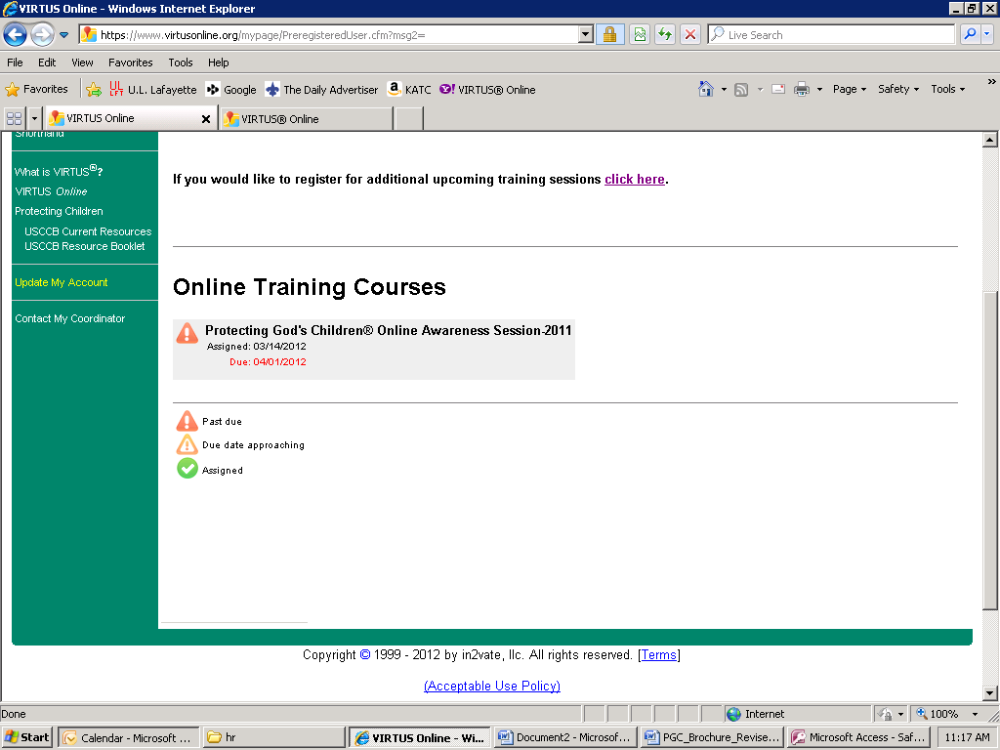 VIRTUS Online - Windows Internet Explorer
https://www.virtusonline.org/mypage/PreregisteredUser.cfm?msg2=
Live Search
File Edit View Favorites Tools Help
Favorites U.L. Lafayette Google The Daily Advertiser KATC VIRTUS® Online Page Safety Tools
VIRTUS Online VIRTUS® Online
Shorthand
What is VIRTUS®?
VIRTUS Online
Protecting Children
USCCB Current Resources
USCCB Resource Booklet
Update My Account
Contact My Coordinator
If you would like to register for additional upcoming training sessions click here.
Online Training Courses
Protecting God's Children® Online Awareness Session-2011
Assigned: 03/14/2012
Due: 04/01/2012
Past due
Due date approaching
Assigned
Copyright © 1999 - 2012 by in2vate, llc. All rights reserved. [Terms]
(Acceptable Use Policy)
Done Internet 100%
Start Calendar - Microsoft ... hr VIRTUS Online - Wi... Document2 - Microsof... PGC_Brochure_Revise... Microsoft Access - Saf... 11:17 AM